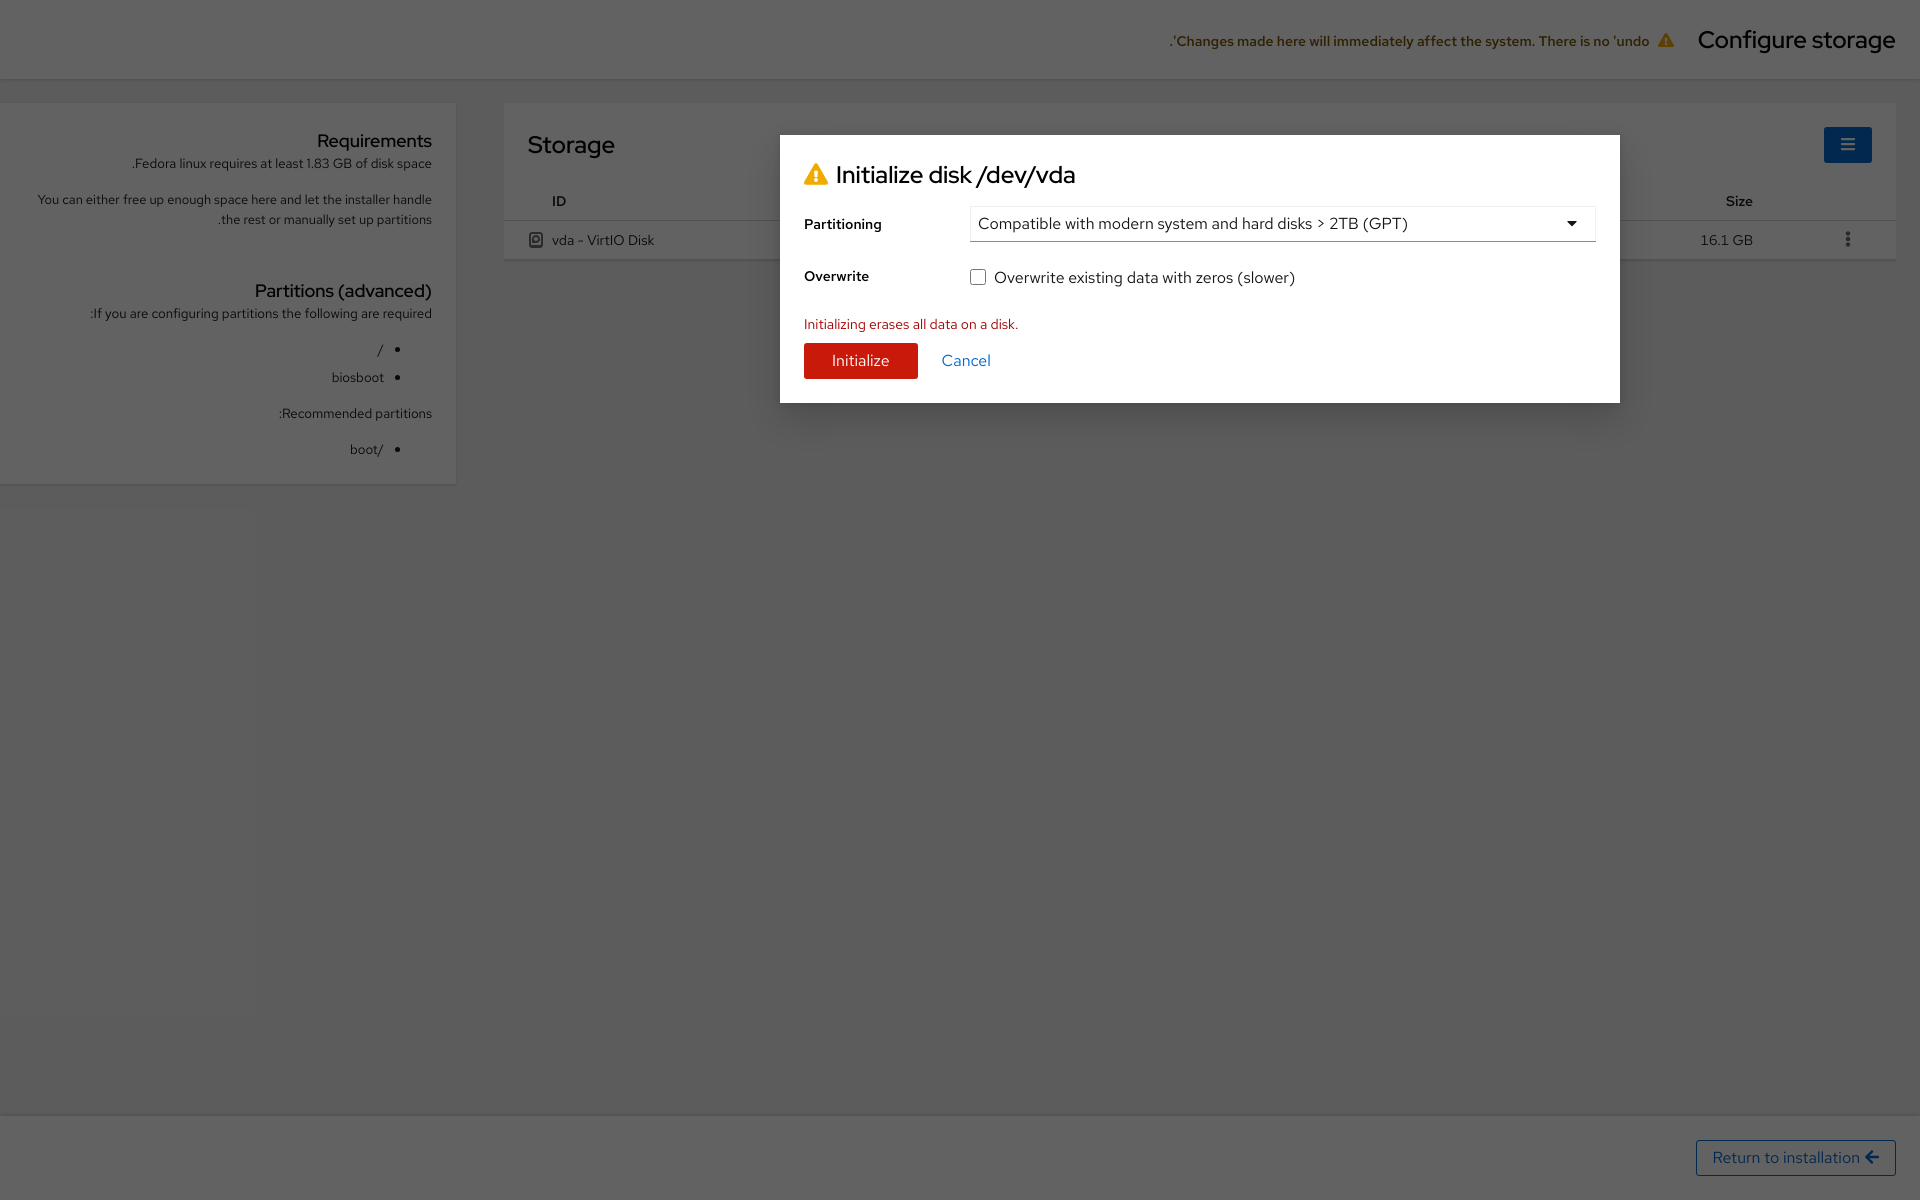 Configure storage
Changes made here will immediately affect the system. There is no 'undo'.
Storage
ID
Size
vda - VirtIO Disk
16.1 GB
Requirements
Fedora linux requires at least 1.83 GB of disk space.
You can either free up enough space here and let the installer handle
the rest or manually set up partitions.
Partitions (advanced)
If you are configuring partitions the following are required:
/
biosboot
Recommended partitions:
/boot
Initialize disk /dev/vda
Partitioning
Compatible with modern system and hard disks > 2TB (GPT)
Overwrite
Overwrite existing data with zeros (slower)
Initializing erases all data on a disk.
Initialize
Cancel
Return to installation